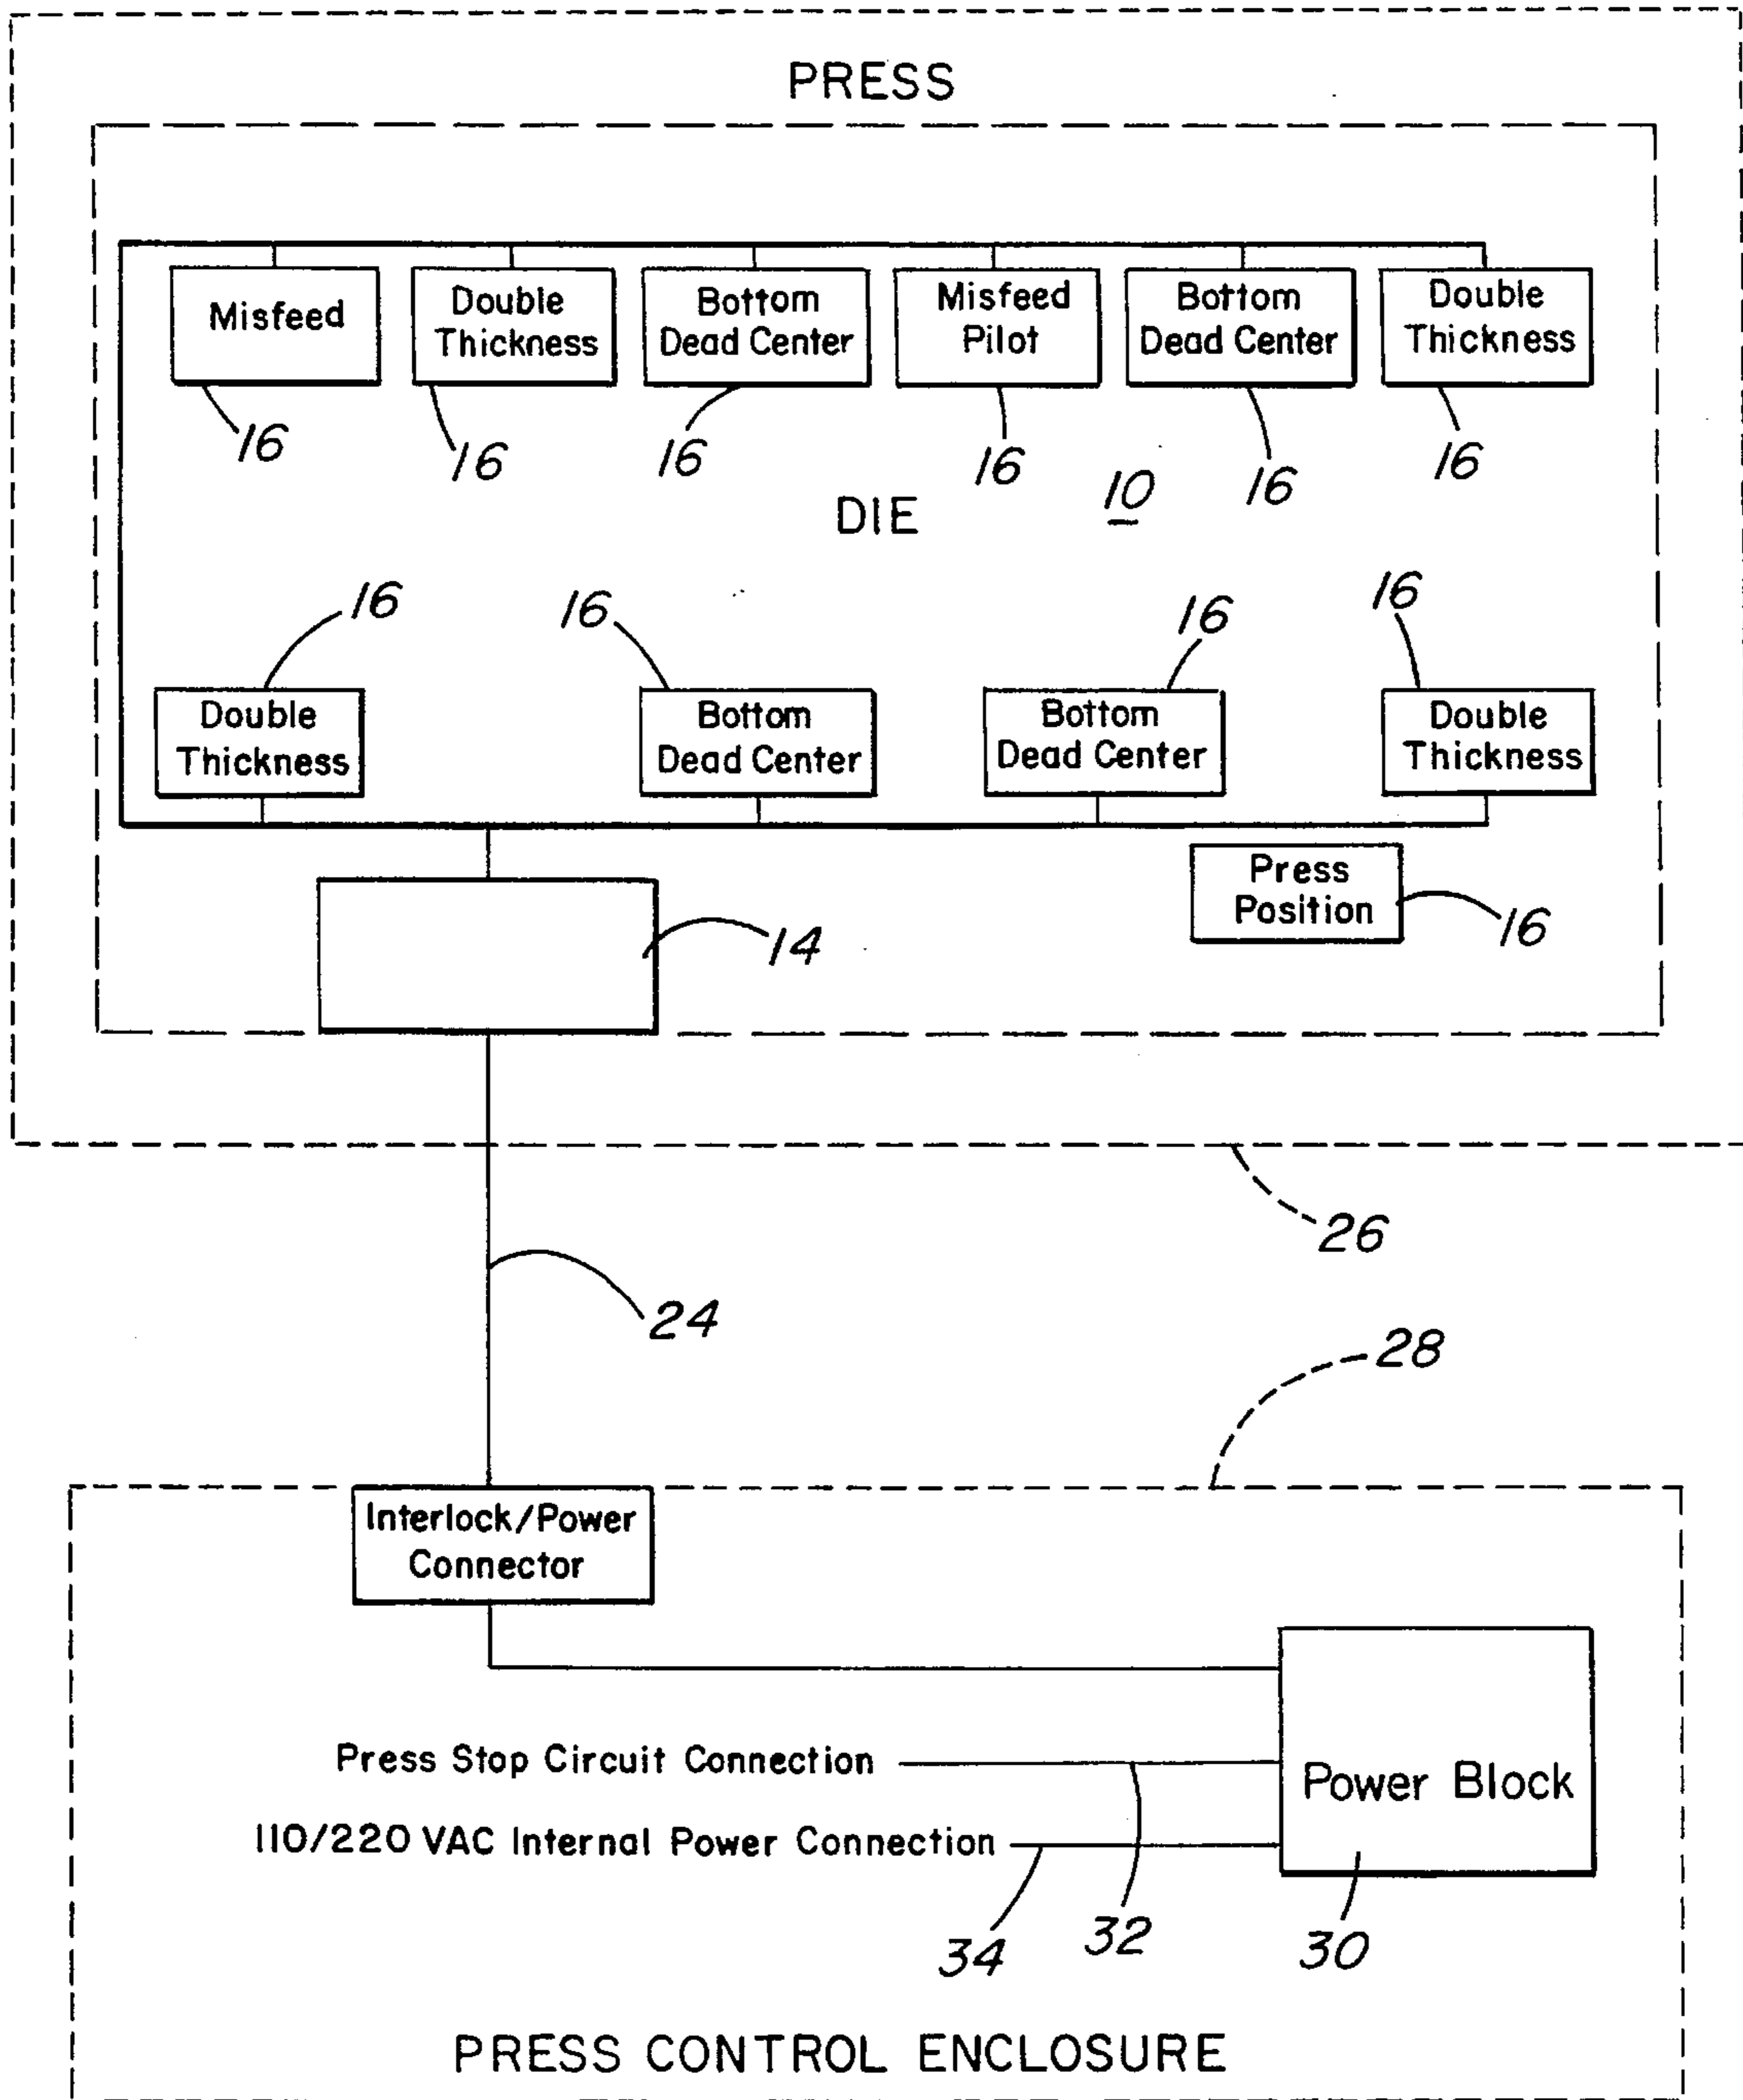 PRESS
Misfeed
Double
Thickness
Bottom
Dead Center
Misfeed
Pilot
Bottom
Dead Center
Double
Thickness
16
16
16
16
16
16
DIE
10
16
16
16
16
Double
Thickness
Bottom
Dead Center
Bottom
Dead Center
Double
Thickness
Press
Position
16
14
26
24
28
Interlock/Power
Connector
Press Stop Circuit Connection
Power Block
110/220 VAC Internal Power Connection
34
32
30
PRESS CONTROL ENCLOSURE